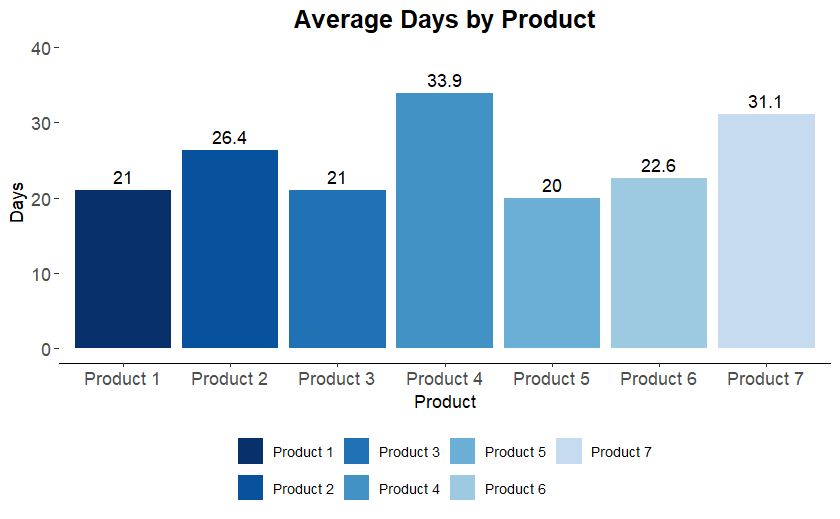 Average Days by Product
40
33.9
31.1
30
26.4
22.6
21
21
20
20
10
0
Days
Product 1 Product 2 Product 3 Product 4 Product 5 Product 6 Product 7
Product
Product 1 Product 3 Product 5 Product 7
Product 2 Product 4 Product 6